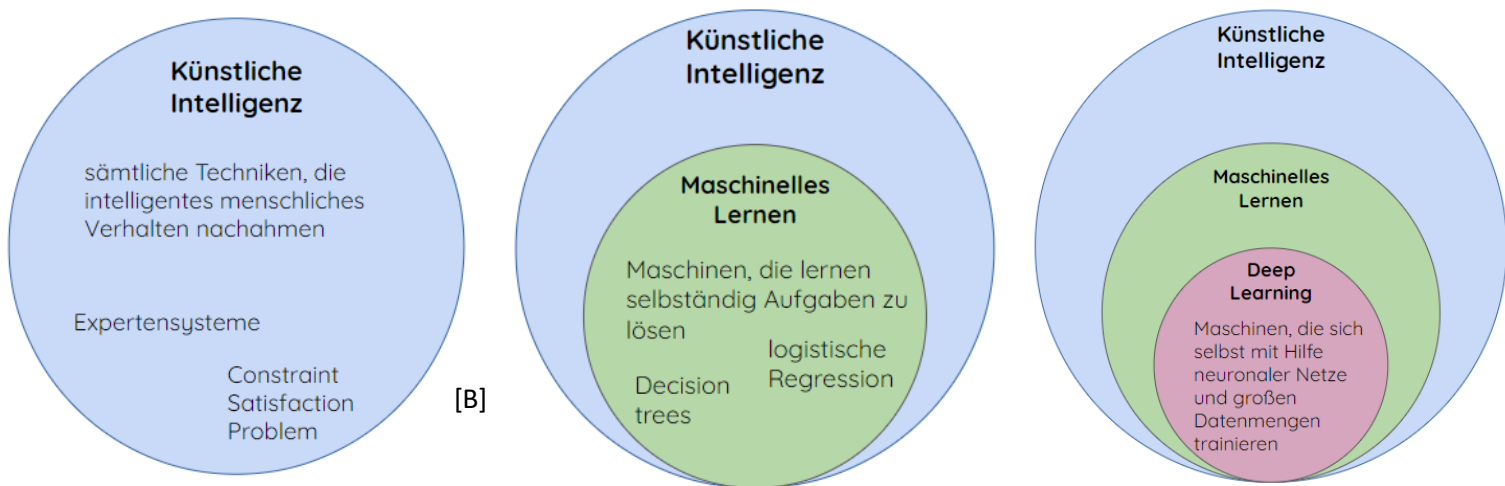 Künstliche
Intelligenz
sämtliche Techniken, die
intelligentes menschliches
Verhalten nachahmen
Expertensysteme
Constraint
Satisfaction
Problem
[B]
Künstliche
Intelligenz
Maschinelles
Lernen
Maschinen, die lernen
selbständig Aufgaben zu
lösen
logistische
Regression
Decision
trees
Künstliche
Intelligenz
Maschinelles
Lernen
Deep
Learning
Maschinen, die sich
selbst mit Hilfe
neuronaler Netze
und großen
Datenmengen
trainieren